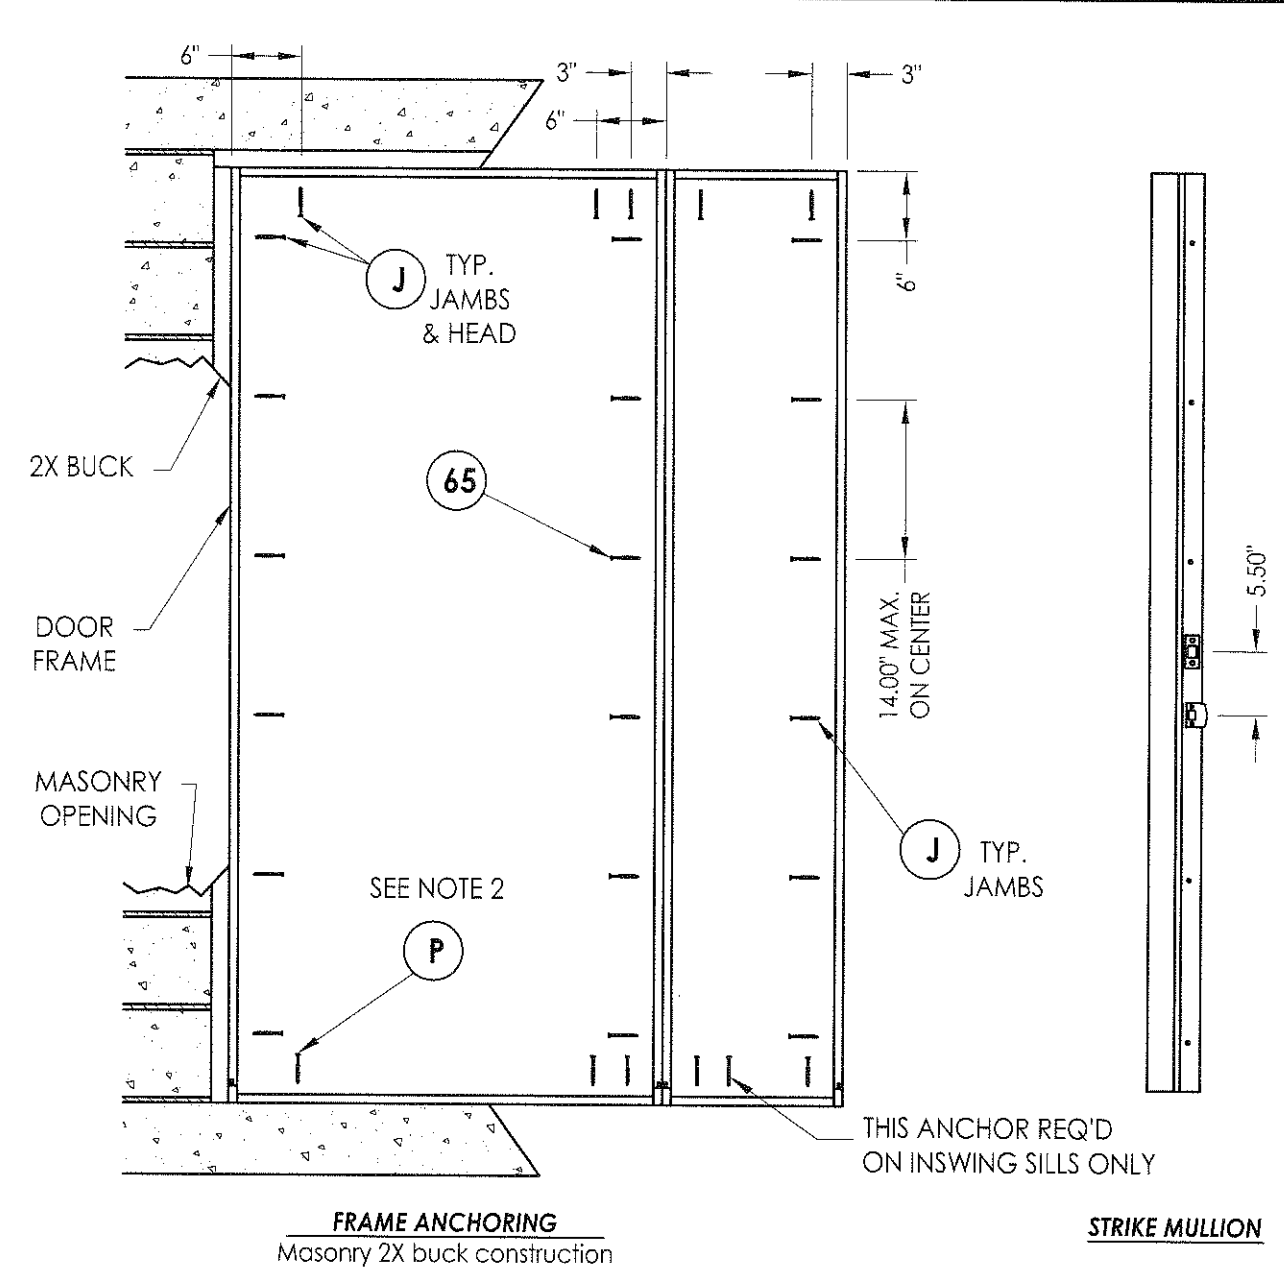 6"
3"
3"
6"
J
TYP.
JAMBS
& HEAD
6"
2X BUCK
65
5.50"
DOOR
FRAME
14.00" MAX.
ON CENTER
MASONRY
OPENING
J
TYP.
JAMBS
SEE NOTE 2
P
THIS ANCHOR REQ'D
ON INSWING SILLS ONLY
FRAME ANCHORING
Masonry 2X buck construction
STRIKE MULLION